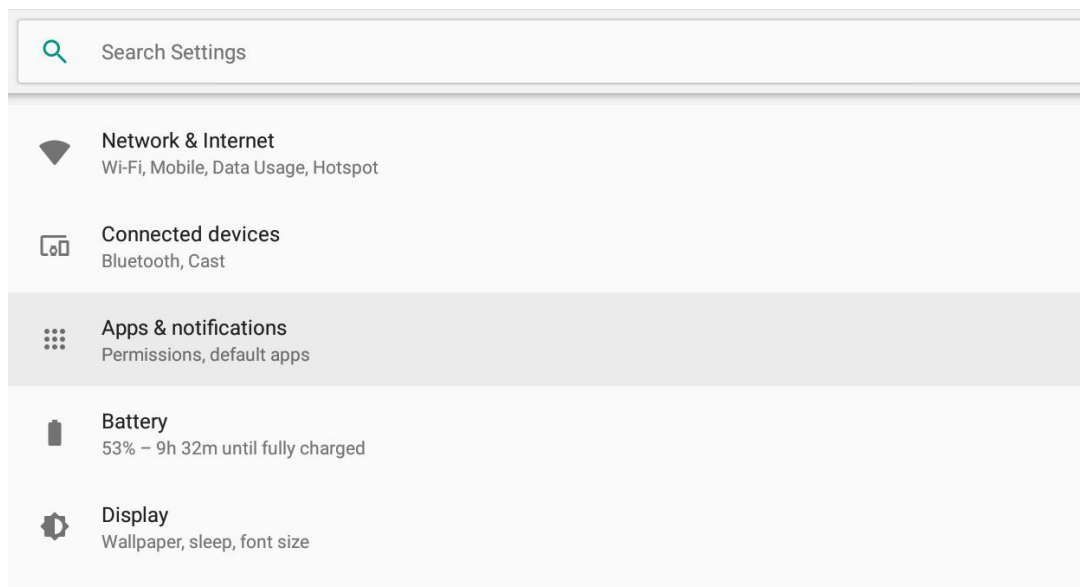 Search Settings
Network & Internet
Wi-Fi, Mobile, Data Usage, Hotspot
Connected devices
Bluetooth, Cast
Apps & notifications
Permissions, default apps
Battery
53% – 9h 32m until fully charged
Display
Wallpaper, sleep, font size